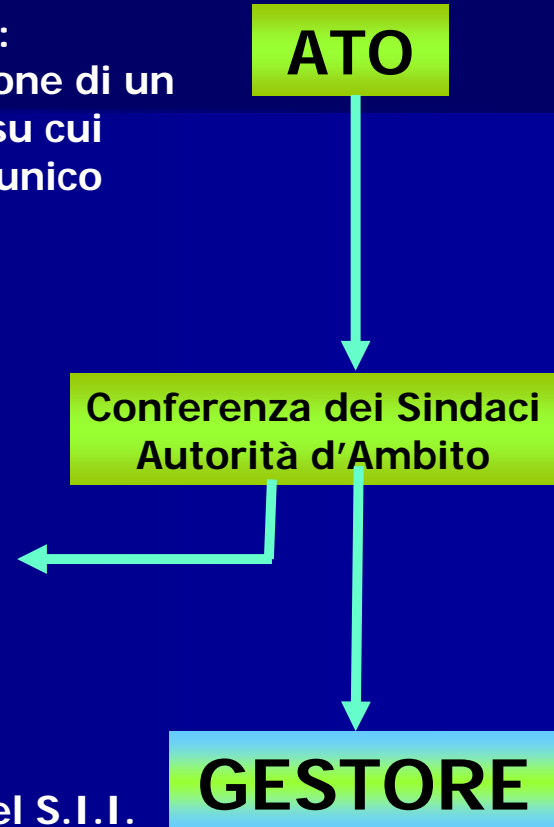 :
one di un
su cui
unico
ATO
Conferenza dei Sindaci
Autorità d'Ambito
el S.I.I.
GESTORE